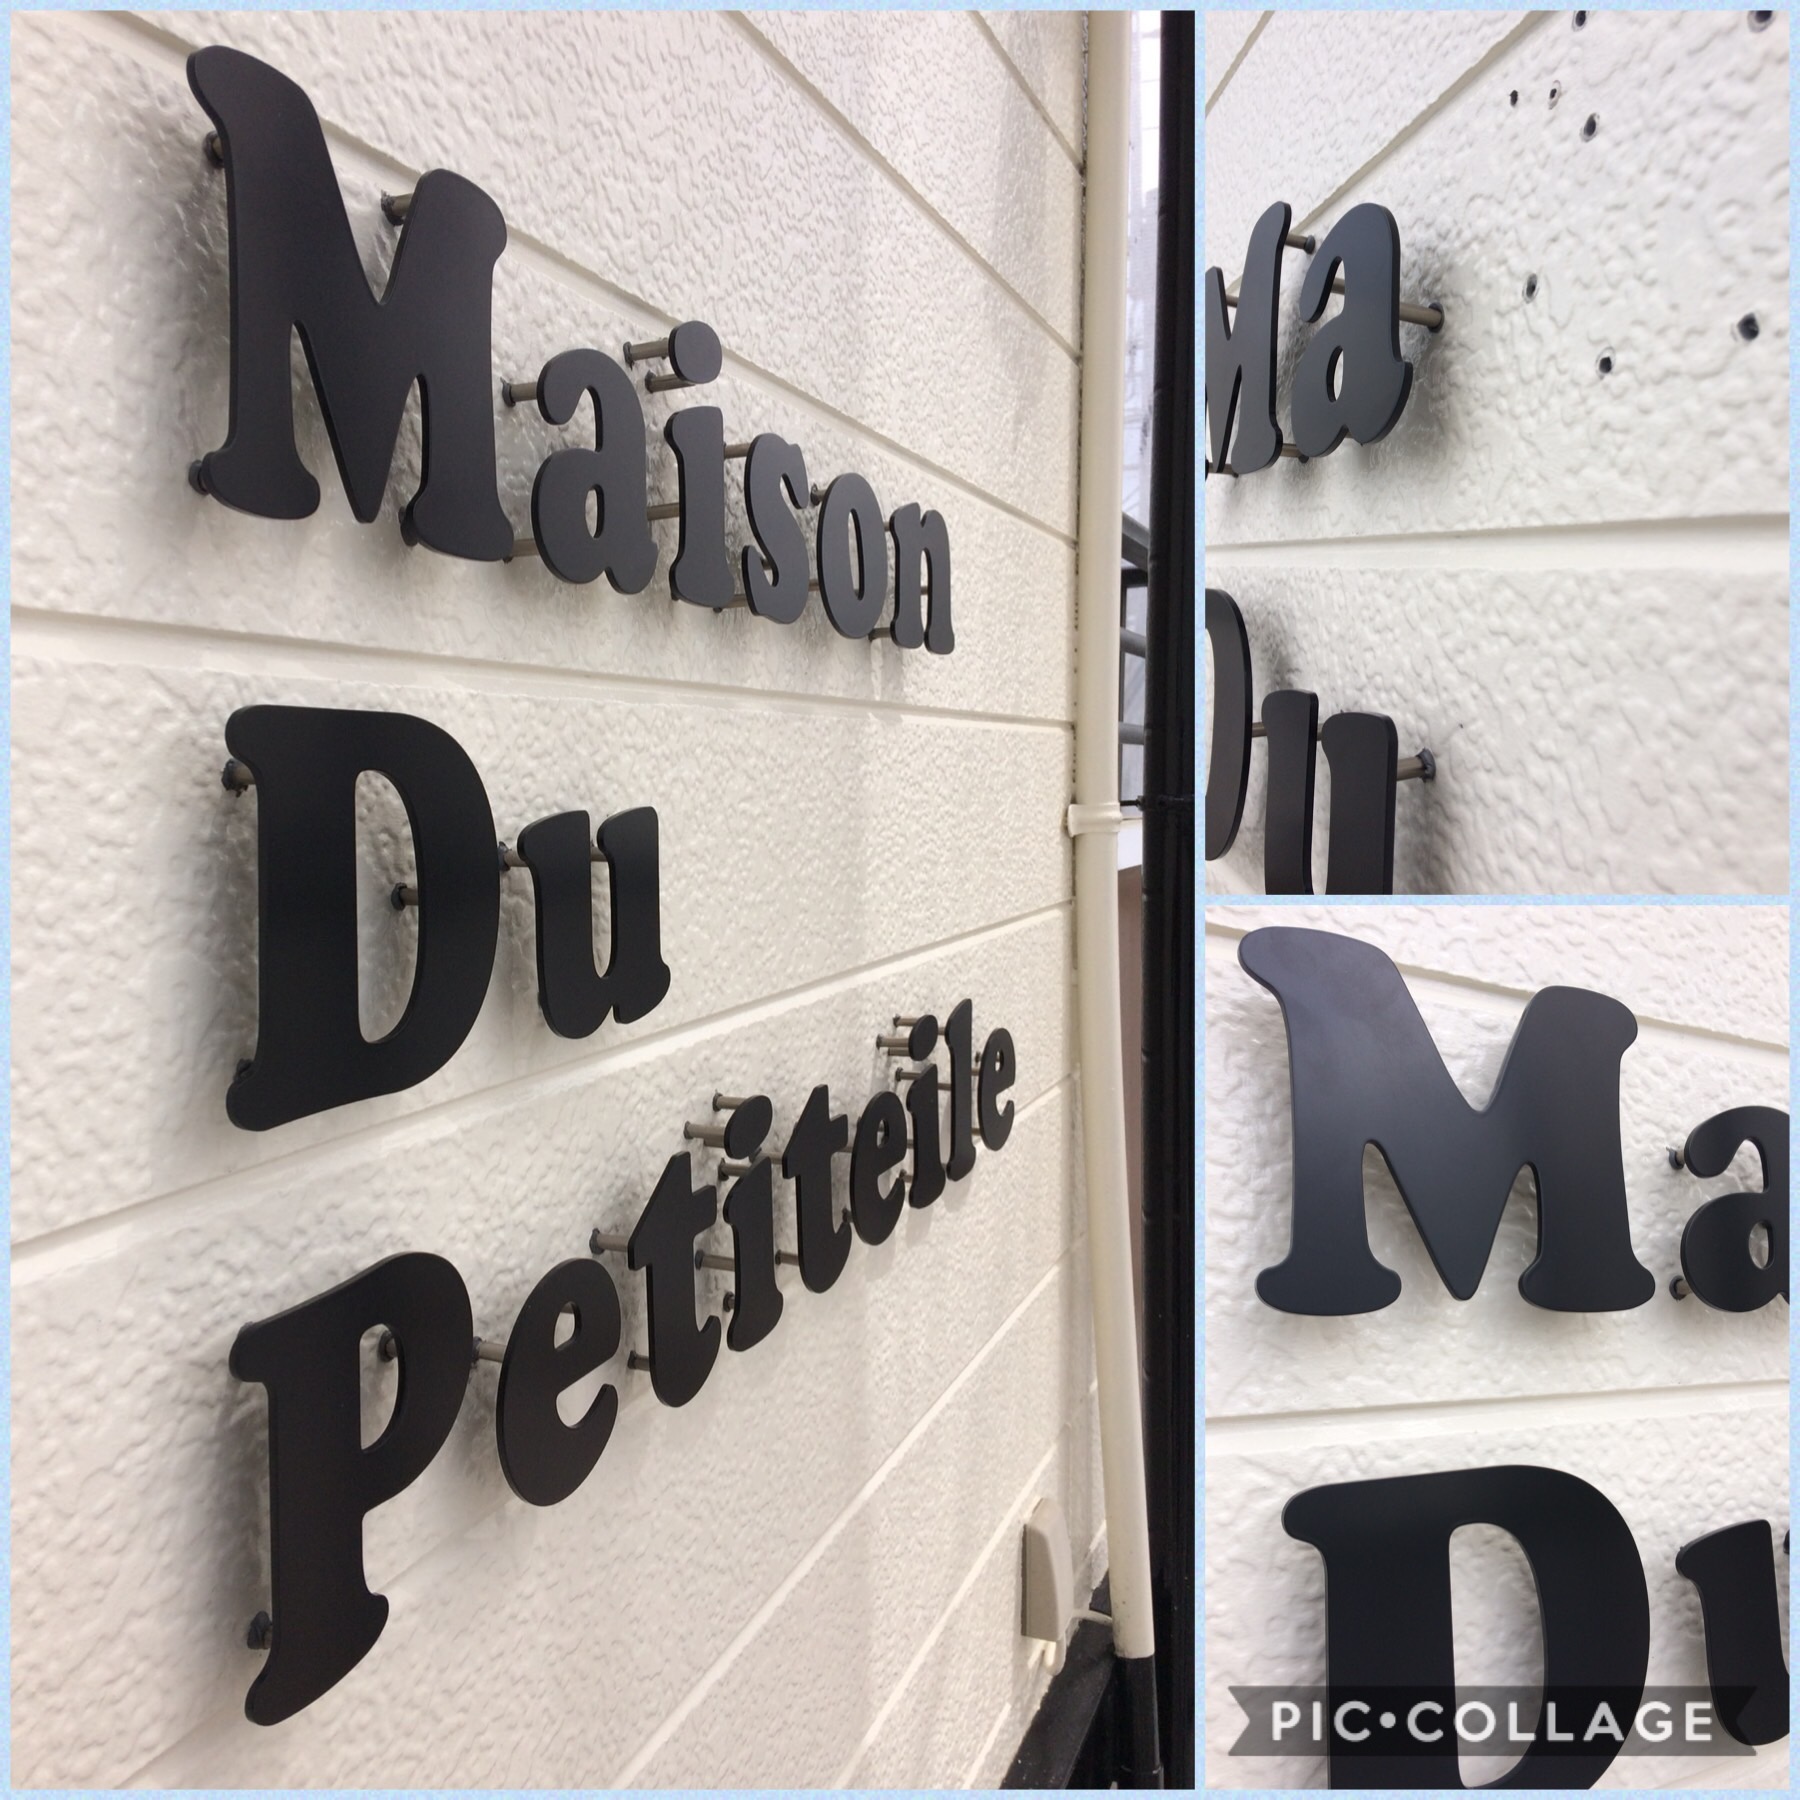 Maison
Du
Petiteile
Ma
Du
Ma
Du
PIC•COLLAGE